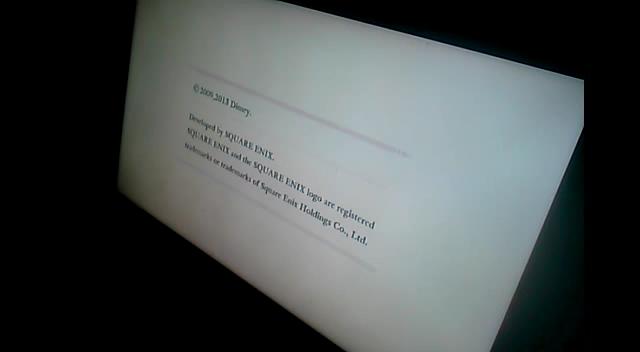 © 2009, 2013 Disney.
Developed by SQUARE ENIX.
SQUARE ENIX and the SQUARE ENIX logo are registered
trademarks or trademarks of Square Enix Holdings Co., Ltd.